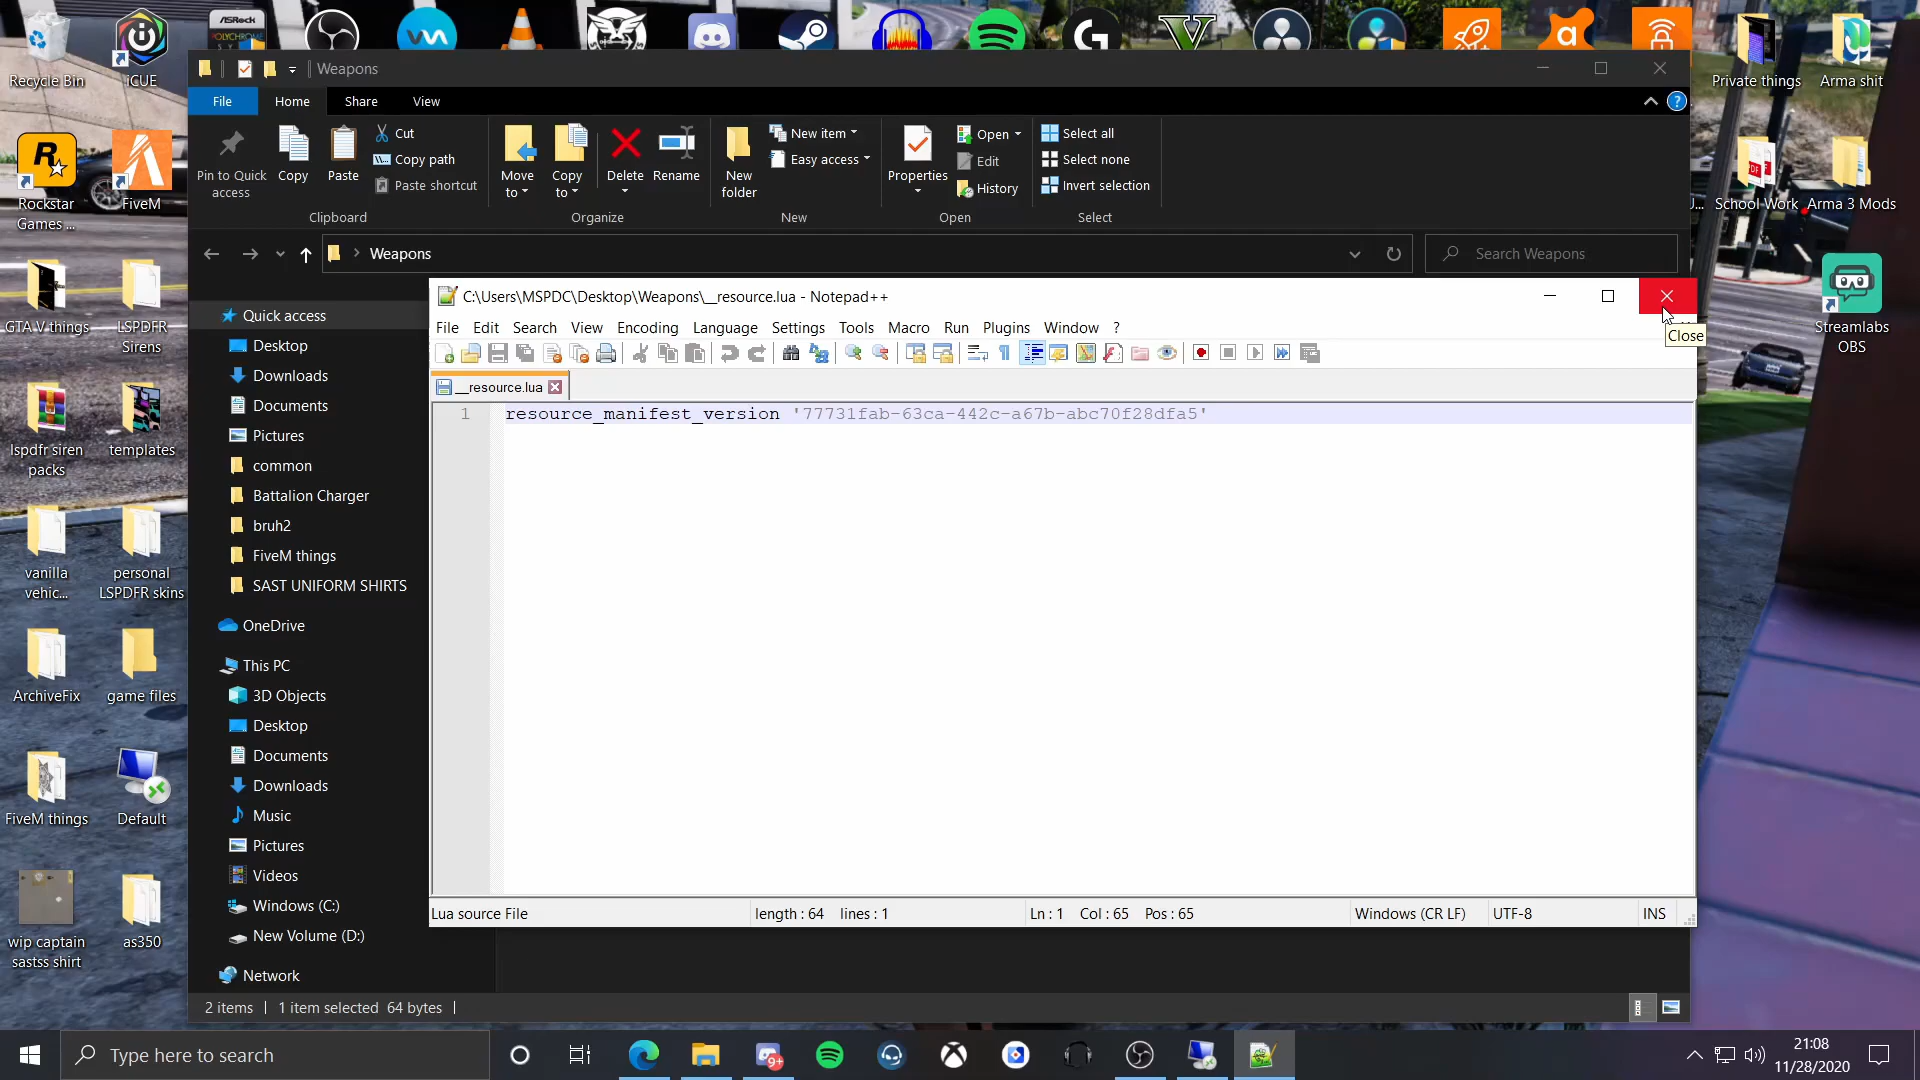 Recycle Bin
iCUE
ASRock
POLYCHROME
Private things
Arma shit
Rockstar
Games ...
FiveM
School Work
Arma 3 Mods
GTA V things
LSPDFR
Sirens
Streamlabs
OBS
lspdfr siren
packs
templates
vanilla
vehic...
personal
LSPDFR skins
ArchiveFix
game files
FiveM things
Default
wip captain
sastss shirt
as350
Weapons
File
Home
Share
View
Pin to Quick
access
Copy
Paste
Cut
Copy path
Paste shortcut
Clipboard
Move
to
Copy
to
Delete
Rename
Organize
New
folder
New item
Easy access
New
Properties
Open
Edit
History
Open
Select all
Select none
Invert selection
Select
Weapons
Search Weapons
Quick access
Desktop
Downloads
Documents
Pictures
common
Battalion Charger
bruh2
FiveM things
SAST UNIFORM SHIRTS
OneDrive
This PC
3D Objects
Desktop
Documents
Downloads
Music
Pictures
Videos
Windows (C:)
New Volume (D:)
Network
2 items
1 item selected 64 bytes
C:\Users\MSPDC\Desktop\Weapons\__resource.lua - Notepad++
File Edit Search View Encoding Language Settings Tools Macro Run Plugins Window ?
Close
__resource.lua
1 resource_manifest_version '77731fab-63ca-442c-a67b-abc70f28dfa5'
Lua source File
length : 64 lines : 1
Ln : 1 Col : 65 Pos : 65
Windows (CR LF)
UTF-8
INS
Type here to search
9+
21:08
11/28/2020